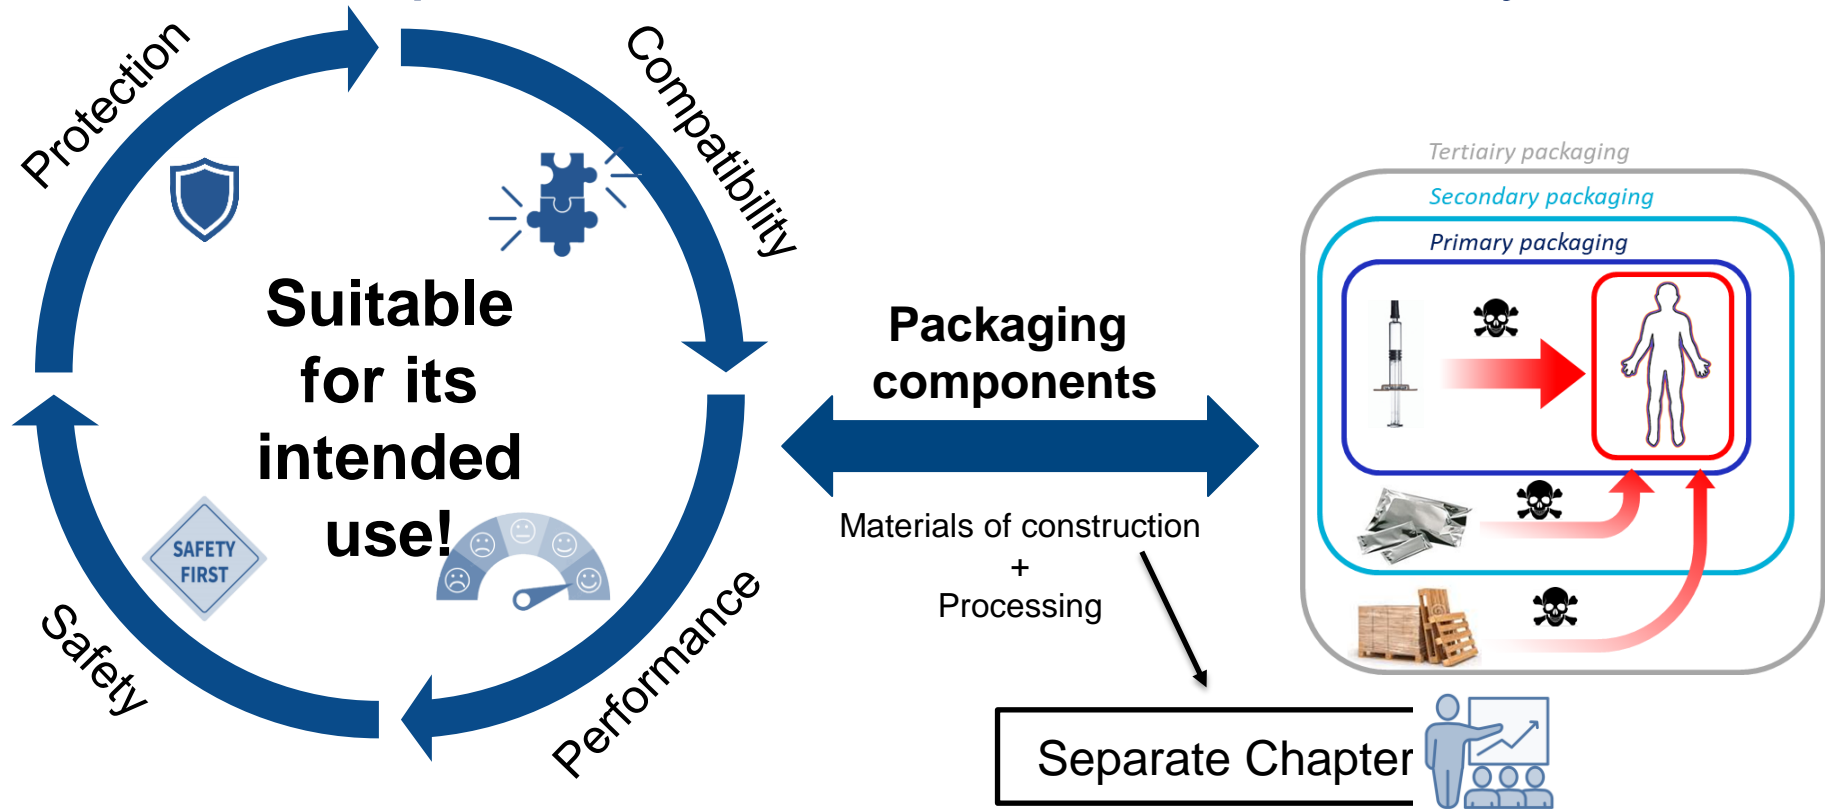 Protection
Compatibility
Suitable
for its
intended
use!
SAFETY
FIRST
Safety
Performance
Packaging
components
Materials of construction
+
Processing
Separate Chapter
Tertiairy packaging
Secondary packaging
Primary packaging